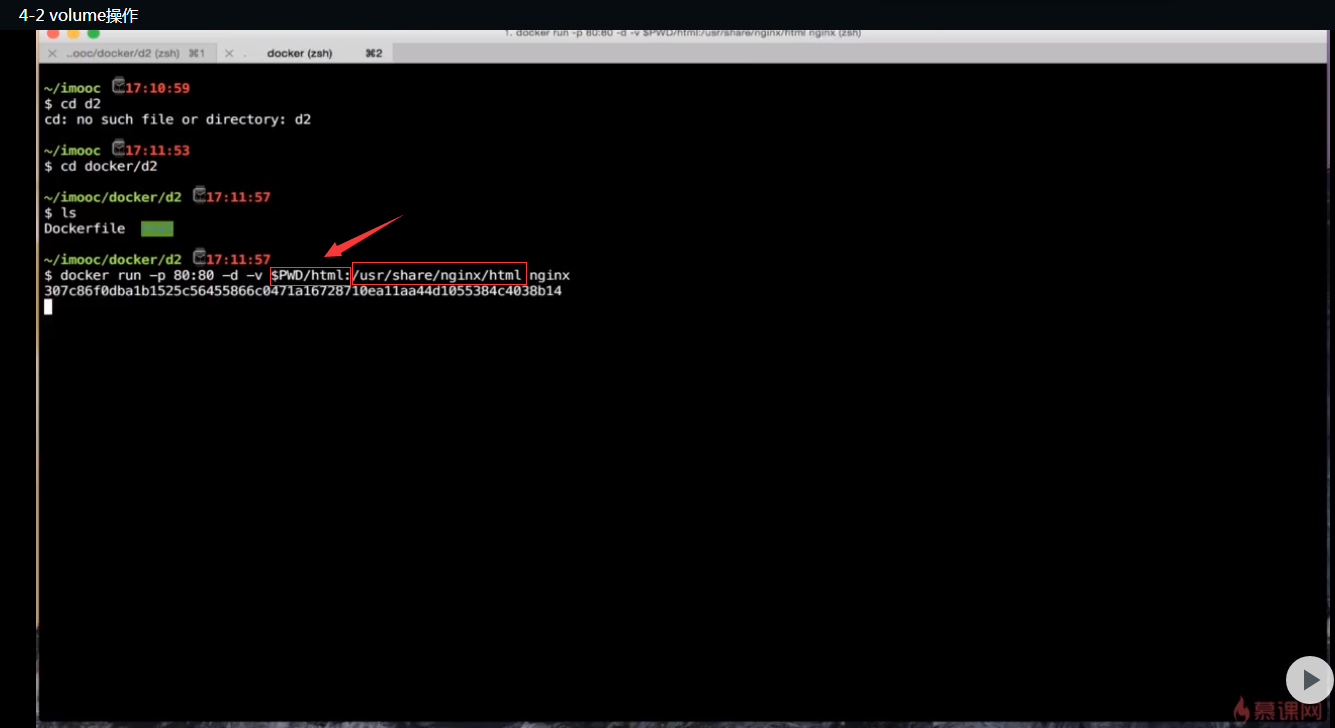 4-2 volume操作
1. docker run -p 80:80 -d -v $PWD/html:/usr/share/nginx/html nginx (zsh)
..ooc/docker/d2 (zsh) ⌘1
docker (zsh) ⌘2
~/imooc 17:10:59
$ cd d2
cd: no such file or directory: d2
~/imooc 17:11:53
$ cd docker/d2
~/imooc/docker/d2 17:11:57
$ ls
Dockerfile
~/imooc/docker/d2 17:11:57
$ docker run -p 80:80 -d -v $PWD/html:/usr/share/nginx/html nginx
307c86f0dba1b1525c56455866c0471a16728710ea11aa44d1055384c4038b14
慕课网